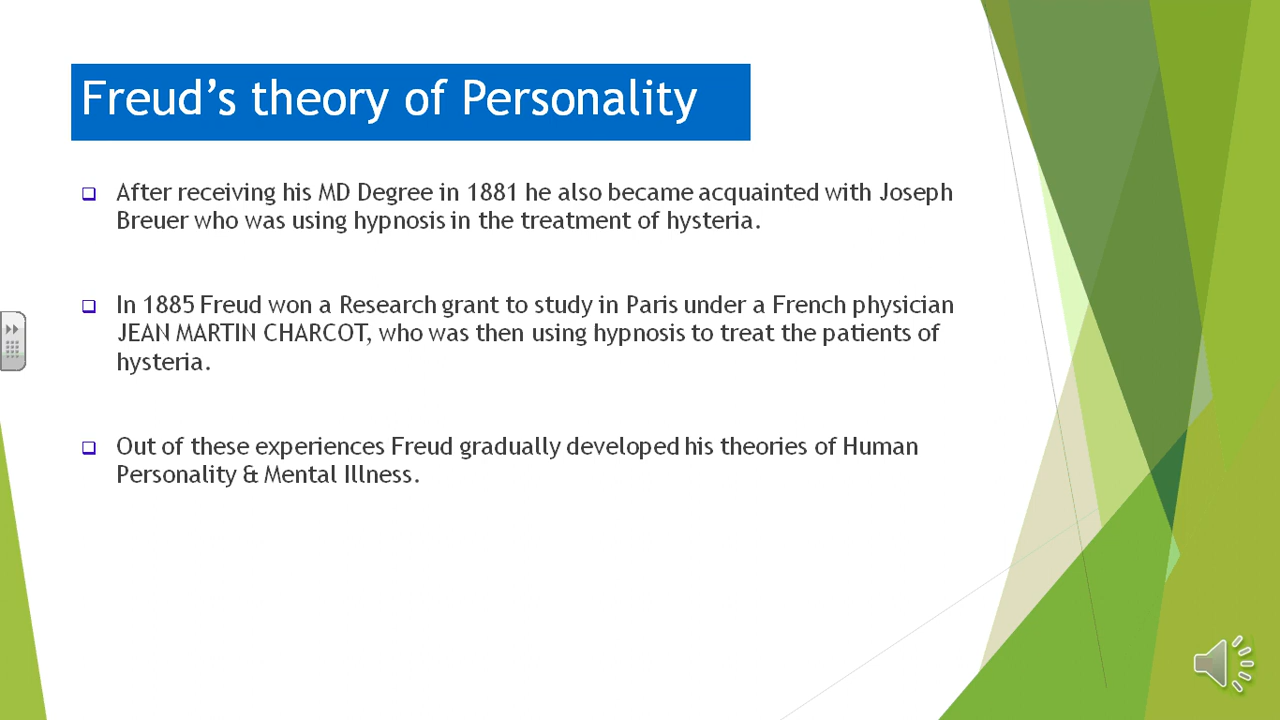 Freud’s theory of Personality
After receiving his MD Degree in 1881 he also became acquainted with Joseph
Breuer who was using hypnosis in the treatment of hysteria.
In 1885 Freud won a Research grant to study in Paris under a French physician
JEAN MARTIN CHARCOT, who was then using hypnosis to treat the patients of
hysteria.
Out of these experiences Freud gradually developed his theories of Human
Personality & Mental Illness.